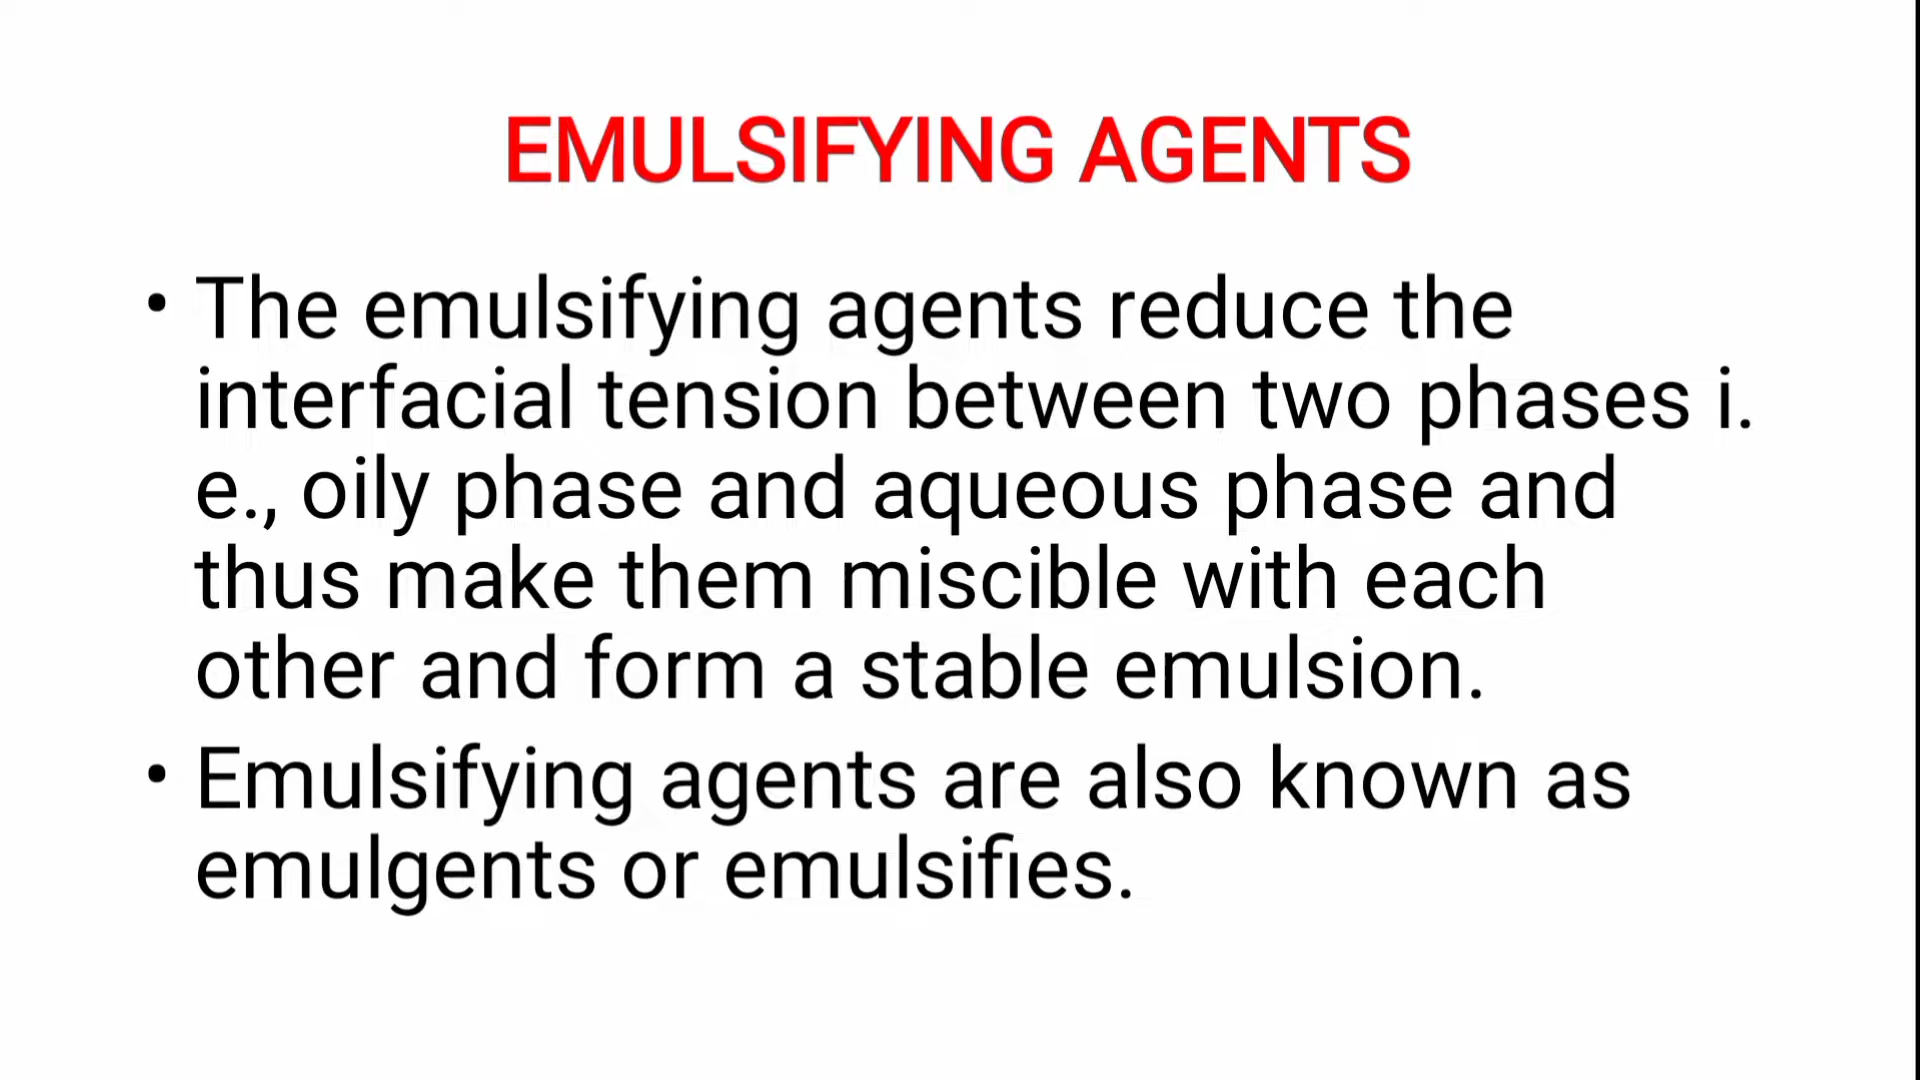 EMULSIFYING AGENTS
• The emulsifying agents reduce the
interfacial tension between two phases i.
e., oily phase and aqueous phase and
thus make them miscible with each
other and form a stable emulsion.
• Emulsifying agents are also known as
emulgents or emulsifies.